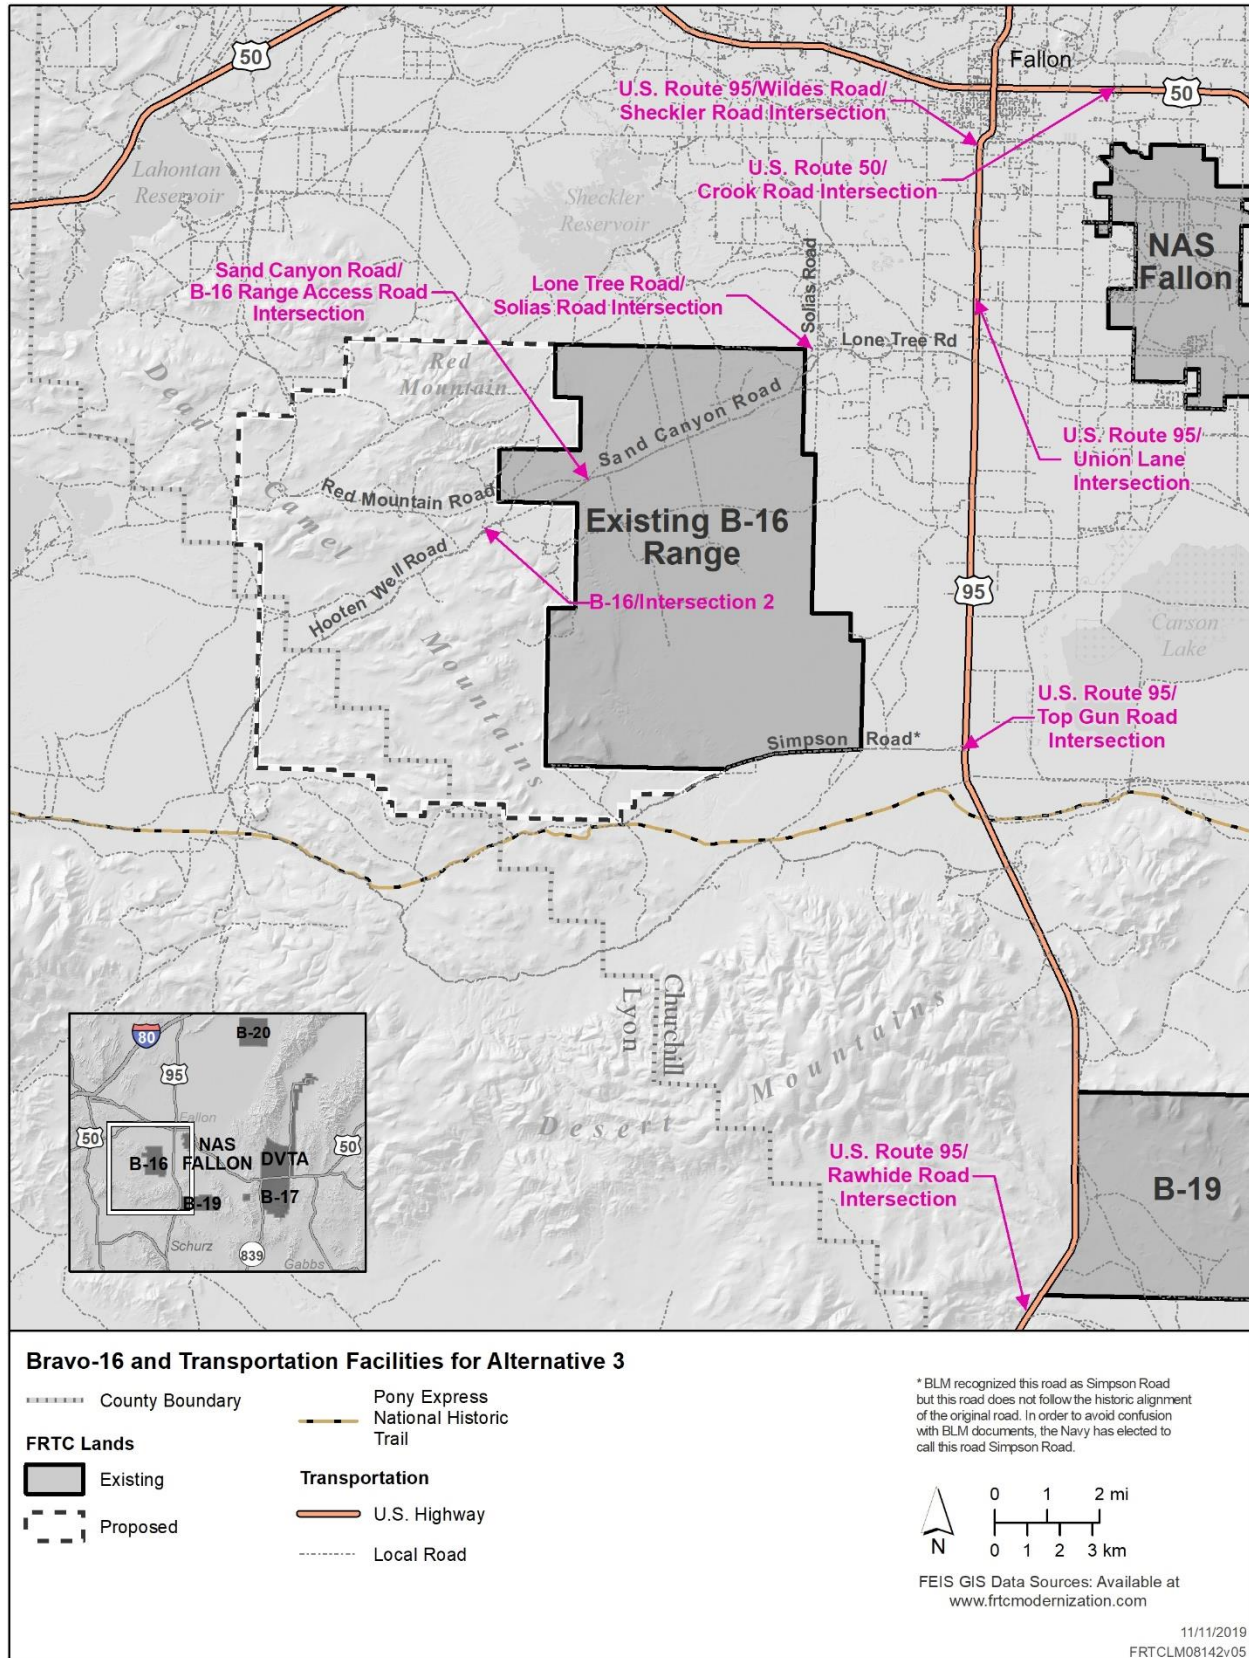 50
Fallon
U.S. Route 95/Wildes Road/
Sheckler Road Intersection
50
U.S. Route 50/
Crook Road Intersection
Lahontan
Reservoir
Sheckler
Reservoir
NAS
Fallon
Sand Canyon Road/
B-16 Range Access Road
Intersection
Lone Tree Road/
Solias Road Intersection
Solias Road
Lone Tree Rd
Red
Mountain
Dead
Camel
Mountains
Sand Canyon Road
U.S. Route 95/
Union Lane
Intersection
Red Mountain Road
Existing B-16
Range
Hooten Well Road
B-16/Intersection 2
95
Carson
Lake
U.S. Route 95/
Top Gun Road
Intersection
Simpson Road*
Lyon
Churchill
Desert
Mountains
U.S. Route 95/
Rawhide Road
Intersection
B-19
80
B-20
95
Fallon
50
NAS
FALLON
DVTA
50
B-16
B-19
B-17
Schurz
839
Gabbs
Bravo-16 and Transportation Facilities for Alternative 3
County Boundary
FRTC Lands
Existing
Proposed
Pony Express
National Historic
Trail
Transportation
U.S. Highway
Local Road
* BLM recognized this road as Simpson Road
but this road does not follow the historic alignment
of the original road. In order to avoid confusion
with BLM documents, the Navy has elected to
call this road Simpson Road.
N
0 1 2 mi
0 1 2 3 km
FEIS GIS Data Sources: Available at
www.frtcmodernization.com
11/11/2019
FRTCLM08142v05